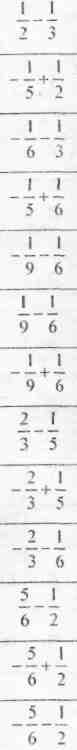 1/2 - 1/3
-1/5 + 1/2
-1/6 - 1/3
-1/5 + 1/6
-1/9 - 1/6
1/9 - 1/6
-1/9 + 1/6
2/3 - 1/5
-2/3 + 1/5
-2/3 - 1/6
5/6 - 1/2
-5/6 + 1/2
-5/6 - 1/2